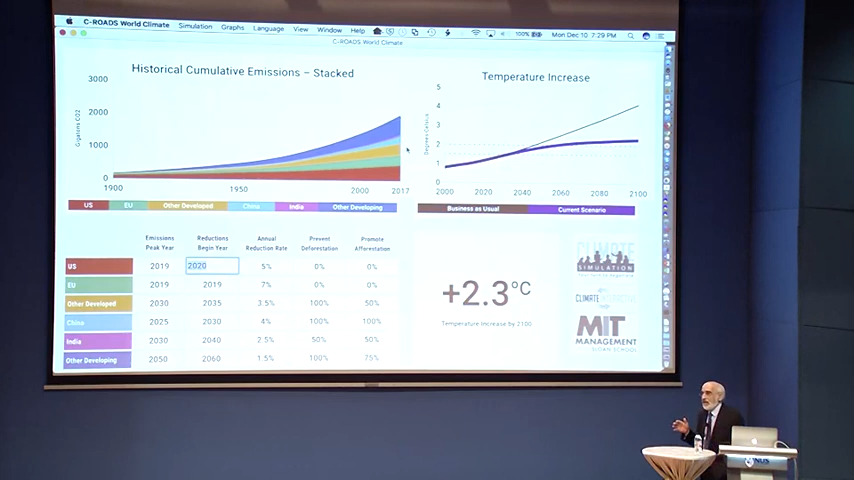 C-ROADS World Climate Simulation Graphs Language View Window Help 100% Mon Dec 10 7:29 PM
C-ROADS World Climate
Historical Cumulative Emissions – Stacked
Gigatons CO2
3000
2000
1000
0
1900 1950 2000 2017
US EU Other Developed China India Other Developing
Temperature Increase
Degrees Celsius
5
4
3
2
1
0
2000 2020 2040 2060 2080 2100
Business as Usual Current Scenario
Emissions Peak Year Reductions Begin Year Annual Reduction Rate Prevent Deforestation Promote Afforestation
US 2019 2020 5% 0% 0%
EU 2019 2019 7% 0% 0%
Other Developed 2030 2035 3.5% 100% 50%
China 2025 2030 4% 100% 100%
India 2030 2040 2.5% 50% 50%
Other Developing 2050 2060 1.5% 100% 75%
+2.3°C
Temperature Increase by 2100
CLIMATE
SIMULATION
CLIMATE INTERACTIVE
MIT
MANAGEMENT
SLOAN SCHOOL
NUS